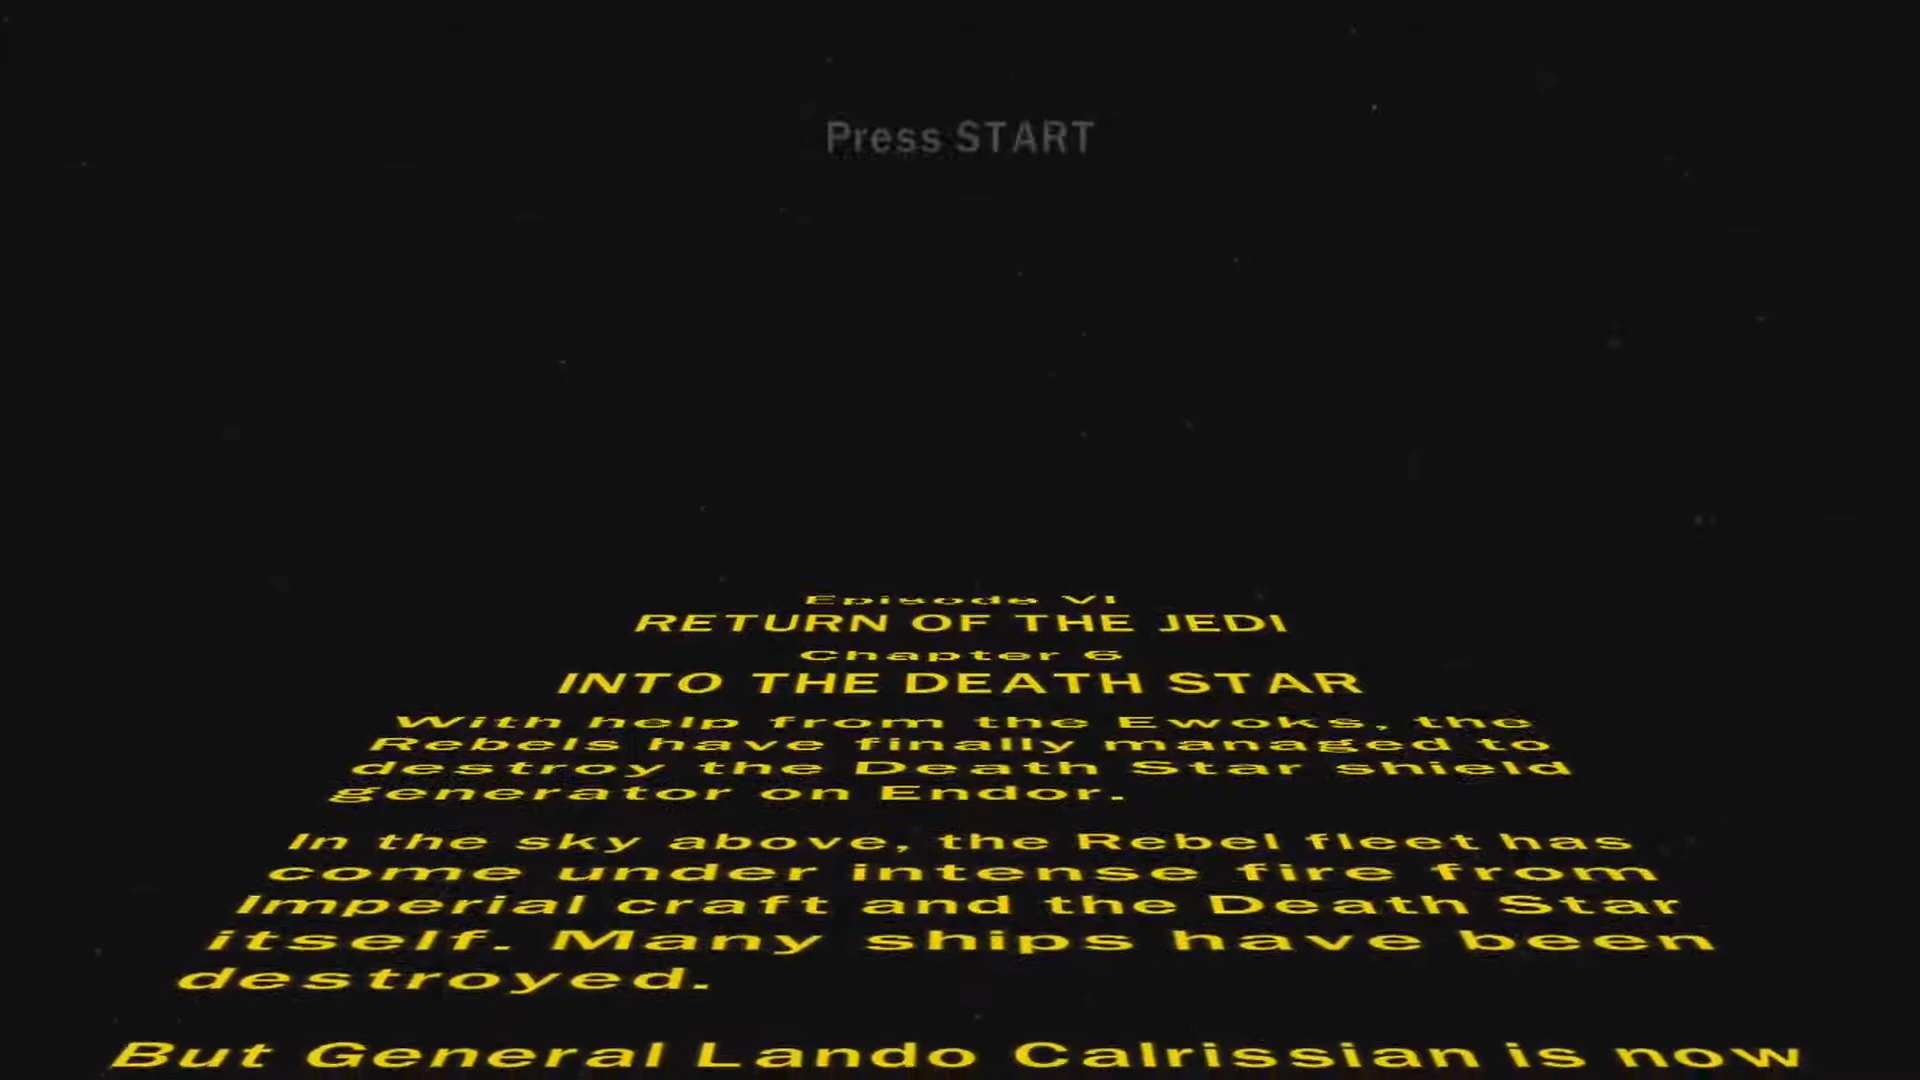 Press START
Episode VI
RETURN OF THE JEDI
Chapter 6
INTO THE DEATH STAR
With help from the Ewoks, the
Rebels have finally managed to
destroy the Death Star shield
generator on Endor.
In the sky above, the Rebel fleet has
come under intense fire from
Imperial craft and the Death Star
itself. Many ships have been
destroyed.
But General Lando Calrissian is now